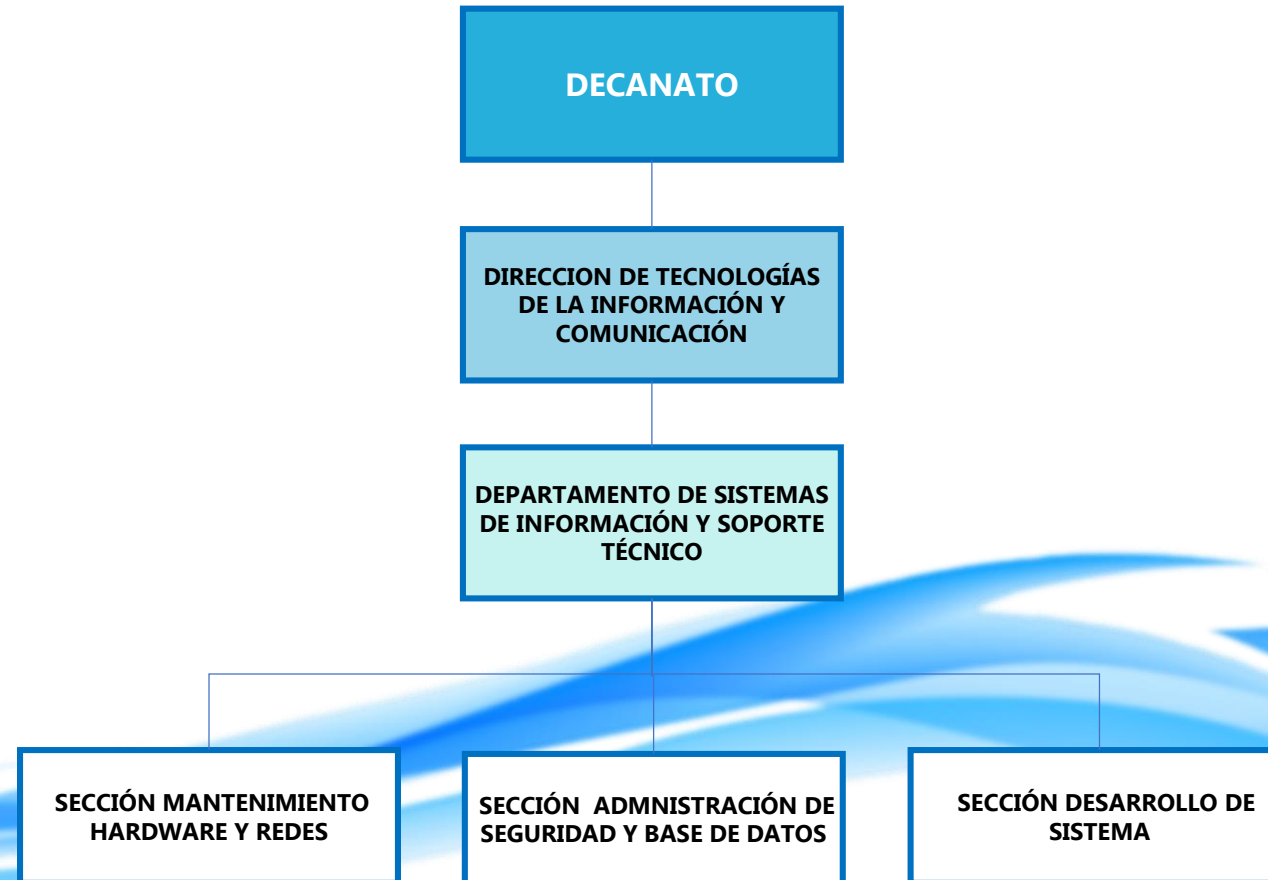 DECANATO
DIRECCION DE TECNOLOGÍAS
DE LA INFORMACIÓN Y
COMUNICACIÓN
DEPARTAMENTO DE SISTEMAS
DE INFORMACIÓN Y SOPORTE
TÉCNICO
SECCIÓN MANTENIMIENTO
HARDWARE Y REDES
SECCIÓN ADMNISTRACIÓN DE
SEGURIDAD Y BASE DE DATOS
SECCIÓN DESARROLLO DE
SISTEMA